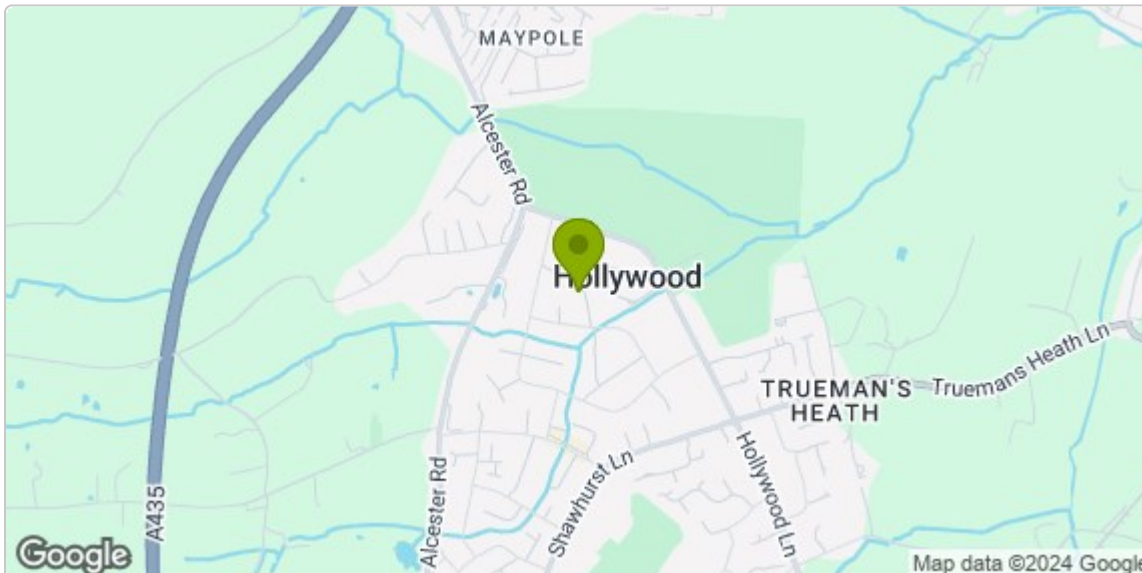 MAYPOLE
Alcester Rd
Hollywood
Truemans Heath Ln
TRUEMAN'S
HEATH
A435
Alcester Rd
Shawhurst Ln
Hollywood Ln
Google
Map data ©2024 Google